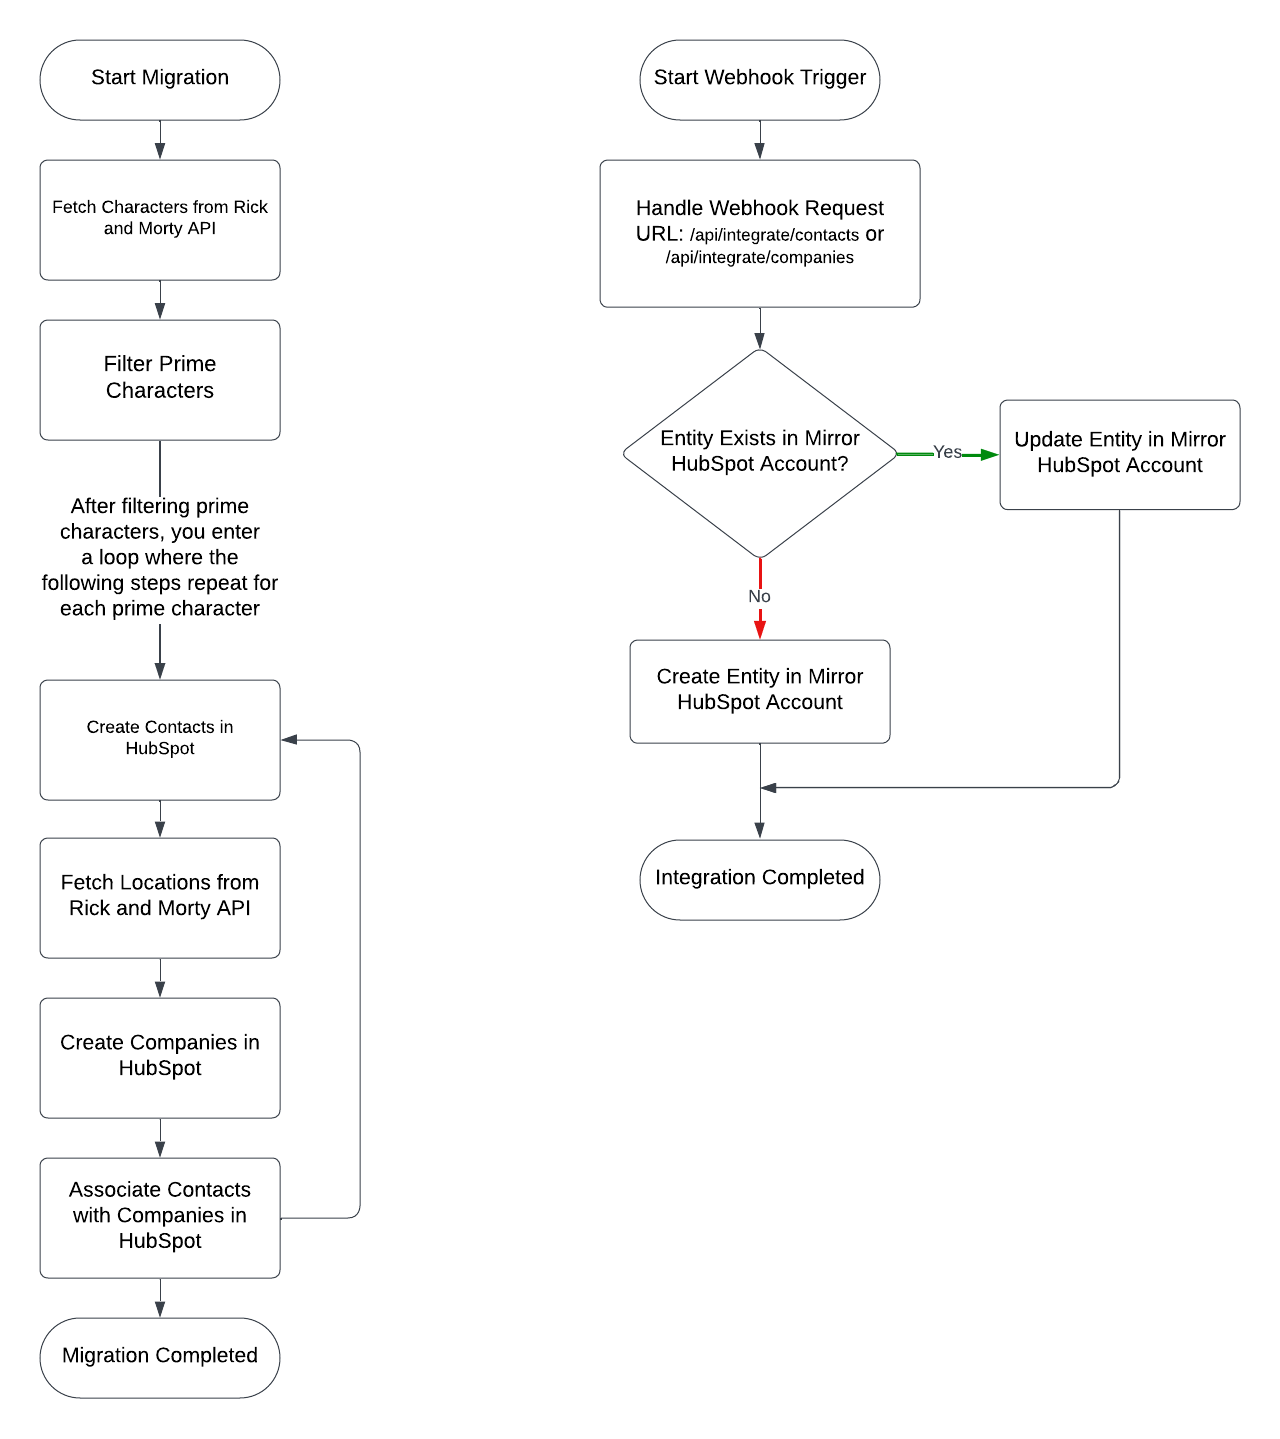 Start Migration
Fetch Characters from Rick
and Morty API
Filter Prime
Characters
After filtering prime
characters, you enter
a loop where the
following steps repeat for
each prime character
Create Contacts in
HubSpot
Fetch Locations from
Rick and Morty API
Create Companies in
HubSpot
Associate Contacts
with Companies in
HubSpot
Migration Completed
Start Webhook Trigger
Handle Webhook Request
URL: /api/integrate/contacts or
/api/integrate/companies
Entity Exists in Mirror
HubSpot Account?
Yes
Update Entity in Mirror
HubSpot Account
No
Create Entity in Mirror
HubSpot Account
Integration Completed